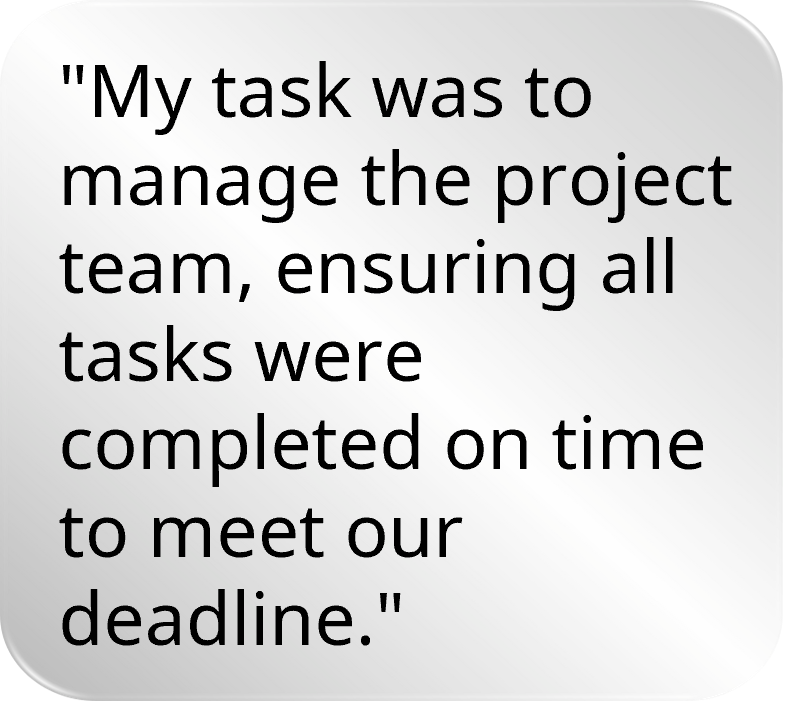 "My task was to
manage the project
team, ensuring all
tasks were
completed on time
to meet our
deadline."